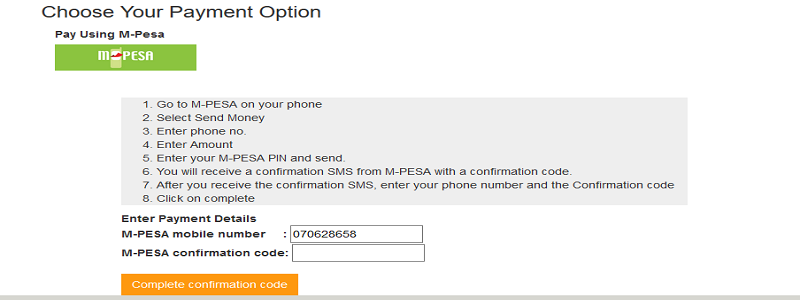 Choose Your Payment Option
Pay Using M-Pesa
M-PESA
1. Go to M-PESA on your phone
2. Select Send Money
3. Enter phone no.
4. Enter Amount
5. Enter your M-PESA PIN and send.
6. You will receive a confirmation SMS from M-PESA with a confirmation code.
7. After you receive the confirmation SMS, enter your phone number and the Confirmation code
8. Click on complete
Enter Payment Details
M-PESA mobile number : 070628658
M-PESA confirmation code:
Complete confirmation code